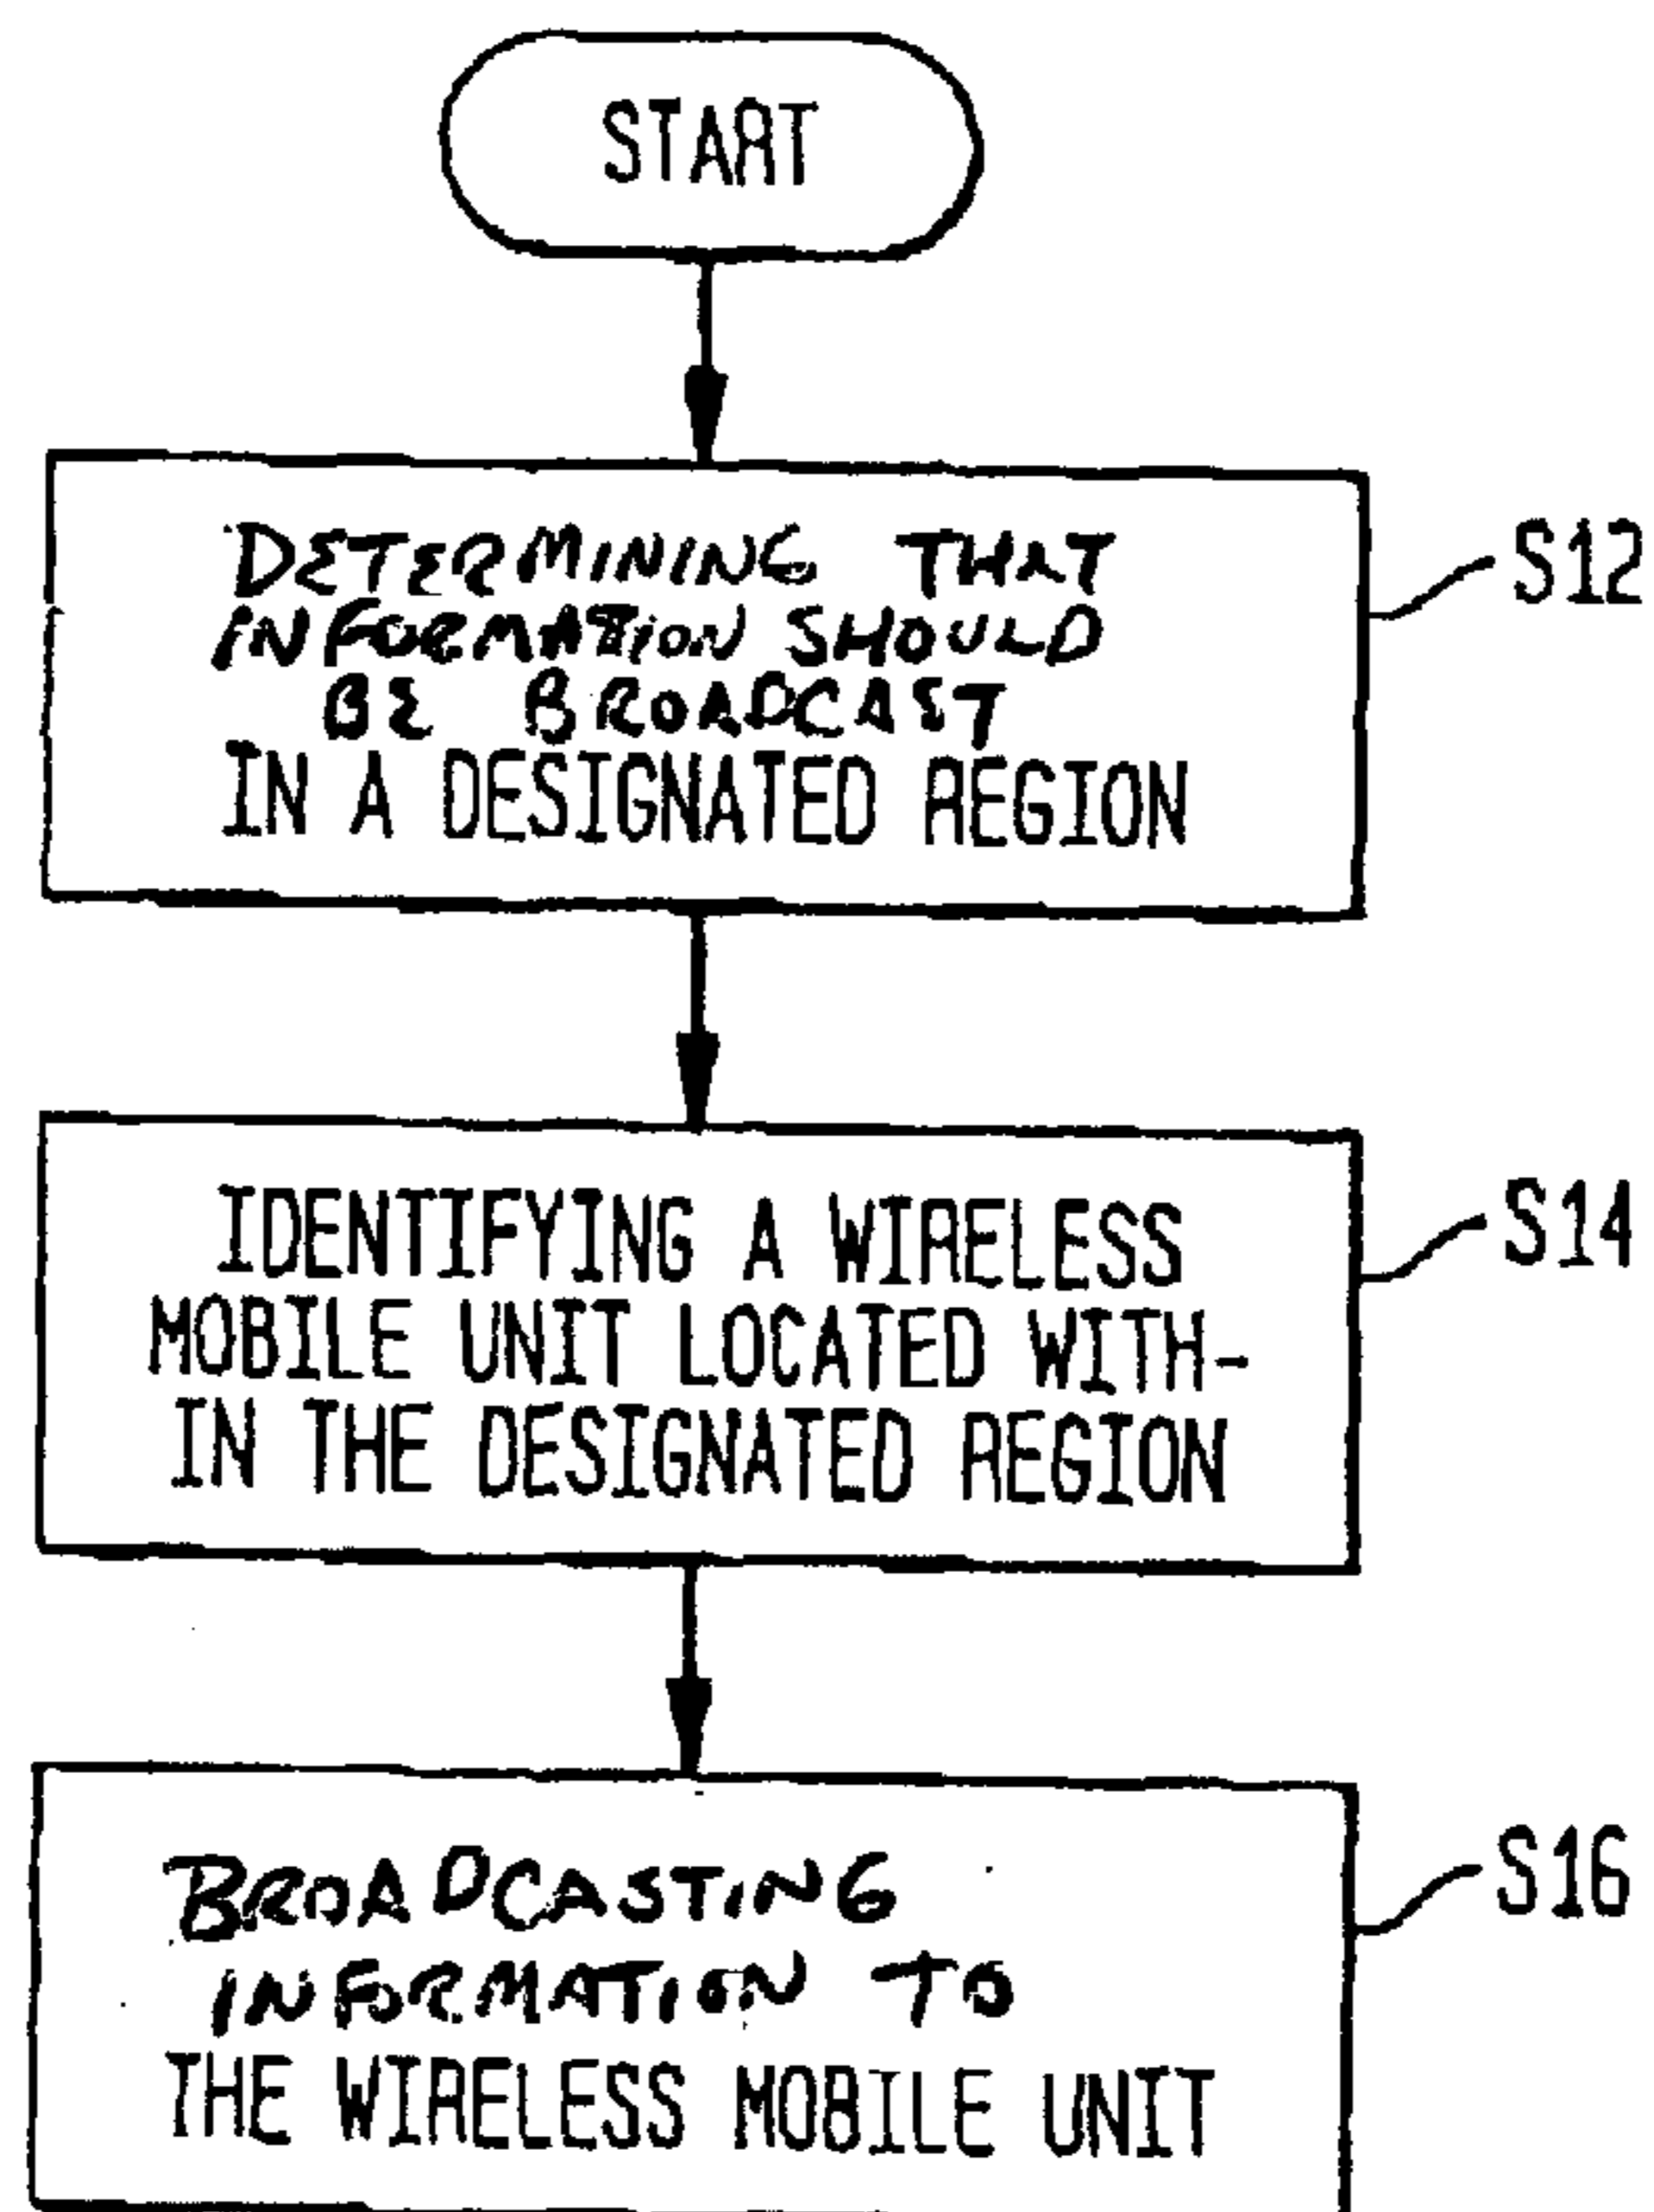 START
DETERMINING THAT
INFORMATION SHOULD
BE BROADCAST
IN A DESIGNATED REGION
S12
IDENTIFYING A WIRELESS
MOBILE UNIT LOCATED WITH-
IN THE DESIGNATED REGION
S14
BROADCASTING
INFORMATION TO
THE WIRELESS MOBILE UNIT
S16